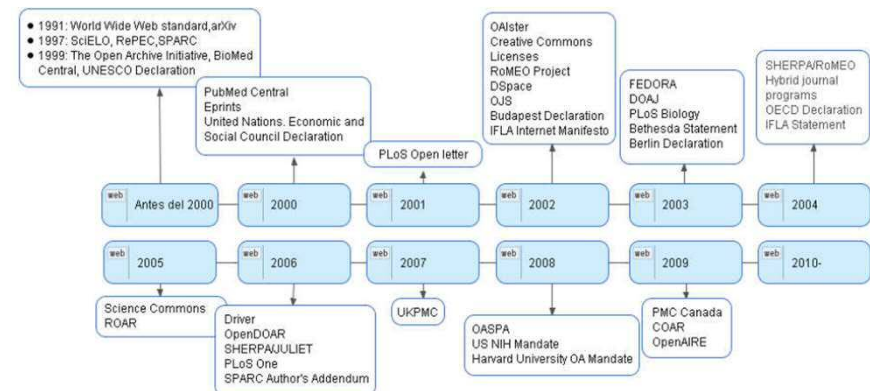 1991: World Wide Web standard,arXiv
1997: SciELO, RePEC,SPARC
1999: The Open Archive Initiative, BioMed
Central, UNESCO Declaration
PubMed Central
Eprints
United Nations. Economic and
Social Council Declaration
PLoS Open letter
OAIster
Creative Commons
Licenses
RoMEO Project
DSpace
OJS
Budapest Declaration
IFLA Internet Manifesto
FEDORA
DOAJ
PLoS Biology
Bethesda Statement
Berlin Declaration
SHERPA/RoMEO
Hybrid journal
programs
OECD Declaration
IFLA Statement
web Antes del 2000
web 2000
web 2001
web 2002
web 2003
web 2004
web 2005
web 2006
web 2007
web 2008
web 2009
web 2010-
Science Commons
ROAR
Driver
OpenDOAR
SHERPA/JULIET
PLoS One
SPARC Author's Addendum
UKPMC
OASPA
US NIH Mandate
Harvard University OA Mandate
PMC Canada
COAR
OpenAIRE